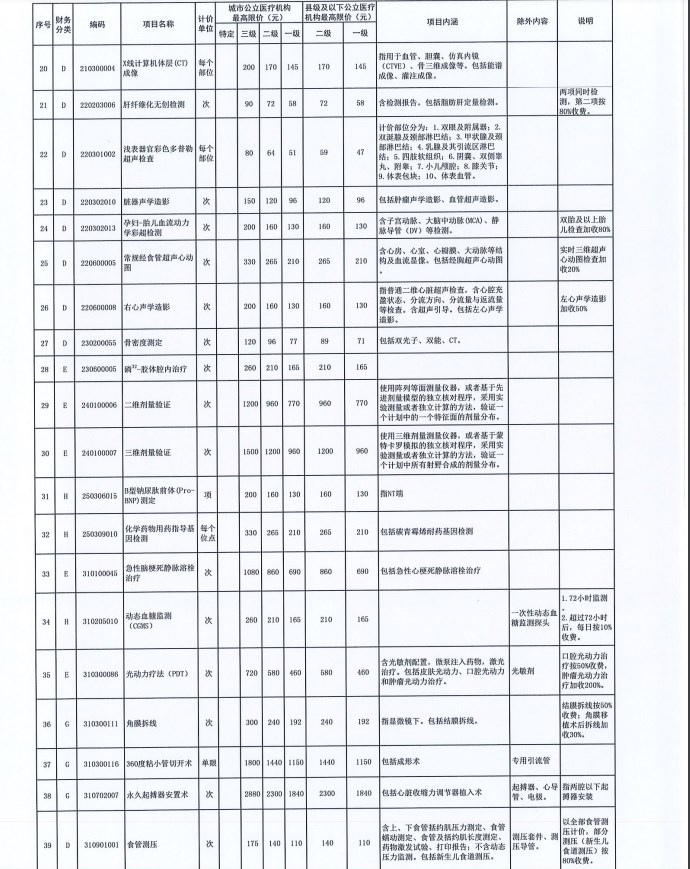 序号 财务分类 编码 项目名称 计价单位 城市公立医疗机构最高限价（元） 县级及以下公立医疗机构最高限价（元） 项目内涵 除外内容 说明
特定 三级 二级 一级 二级 一级
20 D 210300004 X线计算机体层(CT)成像 每个部位 200 170 145 170 145 指用于血管、胆囊、仿真内镜(CTVE)、骨三维成像等。包括能谱成像、灌注成像。
21 D 220203006 肝纤维化无创检测 次 90 72 58 72 58 含检测报告。包括脂肪肝定量检测。 两项同时检测，第二项按80%收费。
22 D 220301002 浅表器官彩色多普勒超声检查 每个部位 80 64 51 59 47 计价部位分为：1.双眼及附属器；2.双涎腺及颈部淋巴结；3.甲状腺及颈部淋巴结；4.乳腺及其引流区淋巴结；5.四肢软组织；6.阴囊、双侧睾丸、附睾；7.小儿颅腔；8.膝关节；9.体表包块；10、体表血管。
23 D 220302010 脏器声学造影 次 150 120 96 120 96 包括肿瘤声学造影、血管超声造影。
24 D 220302013 孕妇-胎儿血流动力学彩超检测 次 200 160 130 160 130 含子宫动脉、大脑中动脉(MCA)、静脉导管（DV）等检测。 双胎及以上胎儿检查加收80%
25 D 220600005 常规经食管超声心动图 次 330 265 210 265 210 含心房、心室、心瓣膜、大动脉等结构及血流显像。包括经胸超声心动图。 实时三维超声心动图检查加收20%
26 D 220600008 右心声学造影 次 200 160 130 160 130 指普通二维心脏超声检查，含心腔充盈状态、分流方向、分流量与返流量等检查。含超声引导。包括左心声学造影。 左心声学造影加收50%
27 D 230200055 骨密度测定 次 120 96 77 89 71 包括双光子、双能、CT。
28 E 230600005 磷32-胶体腔内治疗 次 260 210 165 210 165
29 E 240100006 二维剂量验证 次 1200 960 770 960 770 使用阵列等面测量仪器，或者基于先进剂量模型的独立核对程序，采用实验测量或者独立计算的方法，验证一个计划中的一个特征面的剂量分布。
30 E 240100007 三维剂量验证 次 1500 1200 960 1200 960 使用三维剂量测量仪器，或者基于蒙特卡罗模拟的独立核对程序，采用实验测量或者独立计算的方法，验证一个计划中所有射野合成的剂量分布。
31 H 250306015 B型钠尿肽前体(Pro-BNP)测定 项 200 160 130 160 130 指NT端
32 H 250309010 化学药物用药指导基因检测 每个位点 330 265 210 265 210 包括碳青霉烯耐药基因检测
33 E 310100045 急性脑梗死静脉溶栓治疗 次 1080 860 690 860 690 包括急性心梗死静脉溶栓治疗
34 H 310205010 动态血糖监测(CGMS) 次 260 210 165 210 165 一次性动态血糖监测探头 1.72小时监测。2.超过72小时后，每日按10%收费。
35 E 310300086 光动力疗法（PDT） 次 720 580 460 580 460 含光敏剂配置，微泵注入药物，激光治疗。包括皮肤光动力、口腔光动力和肿瘤光动力治疗。 光敏剂 口腔光动力治疗按50%收费，肿瘤光动力治疗加收200%。
36 G 310300111 角膜拆线 次 300 240 192 240 192 指显微镜下。包括结膜拆线。 结膜拆线按50%收费；角膜移植术后拆线加收30%。
37 G 310300116 360度粘小管切开术 单眼 1800 1440 1150 1440 1150 包括成形术 专用引流管
38 G 310702007 永久起搏器安置术 次 2880 2300 1840 2300 1840 包括心脏收缩力调节器植入术 起搏器、心导管、电极。 指两腔以下起搏器安装
39 D 310901001 食管测压 次 175 140 110 140 110 含上、下食管括约肌压力测定、食管蠕动测定、食管及括约肌长度测定、药物激发试验、打印报告；不含动态压力监测。包括新生儿食道测压。 测压套件、测压导管。 以全部食管测压计价，部分测压（新生儿食道测压）按80%收费。